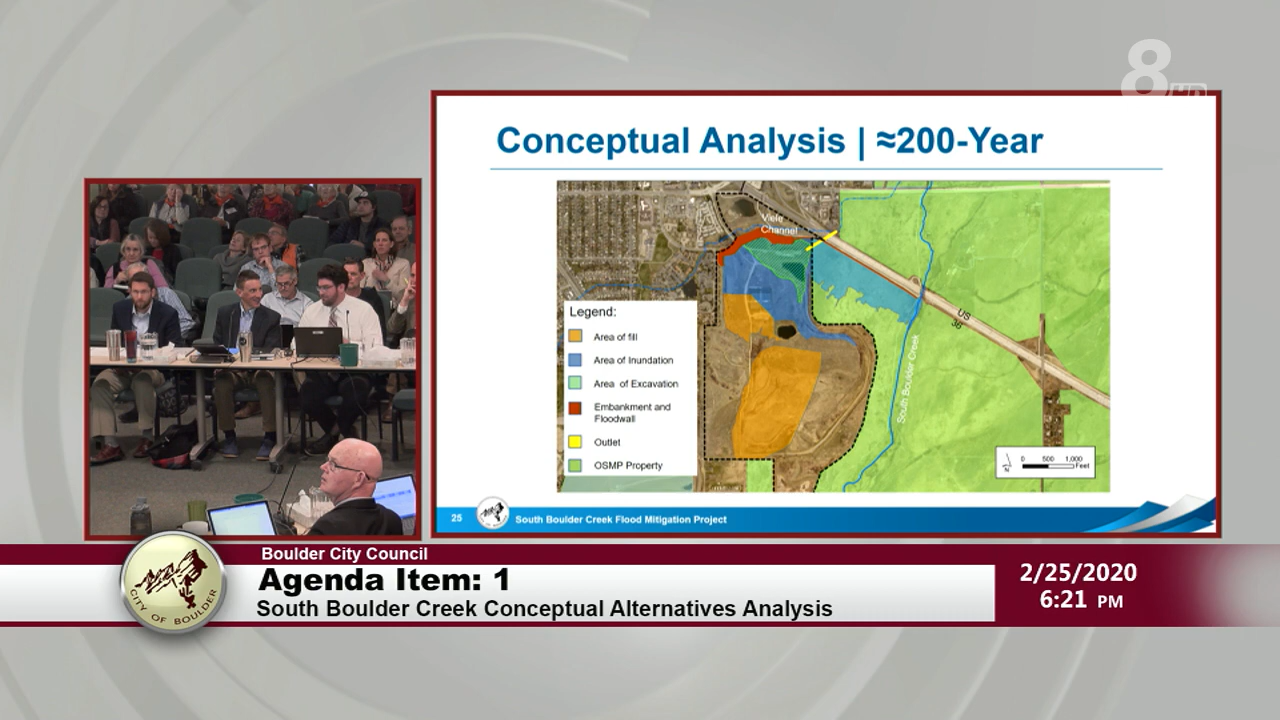 8
HD
Conceptual Analysis | ≈200-Year
Viele
Channel
US
36
South Boulder Creek
Legend:
Area of fill
Area of Inundation
Area of Excavation
Embankment and
Floodwall
Outlet
OSMP Property
0 500 1,000
Feet
25
South Boulder Creek Flood Mitigation Project
Boulder City Council
Agenda Item: 1
South Boulder Creek Conceptual Alternatives Analysis
2/25/2020
6:21 PM
CITY OF BOULDER